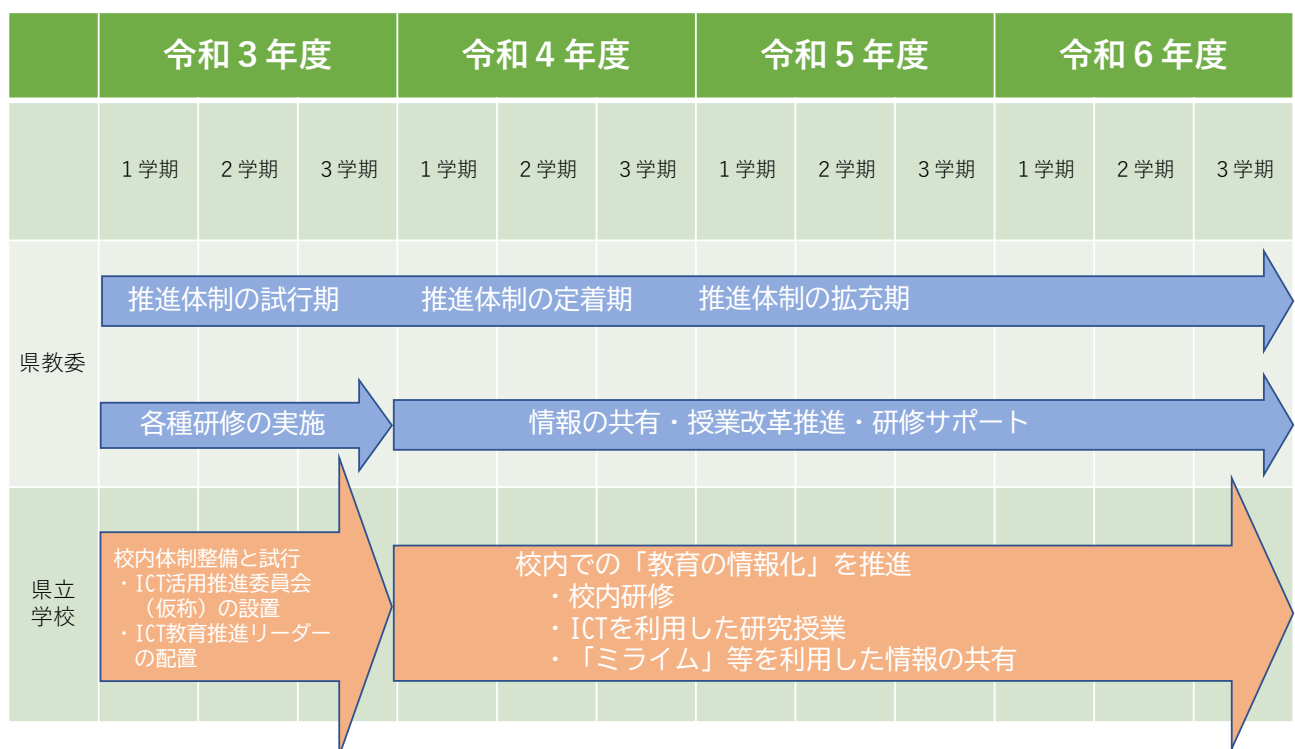 令和３年度 令和４年度 令和５年度 令和６年度
１学期 ２学期 ３学期 １学期 ２学期 ３学期 １学期 ２学期 ３学期 １学期 ２学期 ３学期
県教委
推進体制の試行期 推進体制の定着期 推進体制の拡充期
各種研修の実施 情報の共有・授業改革推進・研修サポート
県立
学校
校内体制整備と試行
・ICT活用推進委員会
（仮称）の設置
・ICT教育推進リーダー
の配置
校内での「教育の情報化」を推進
・校内研修
・ICTを利用した研究授業
・「ミライム」等を利用した情報の共有